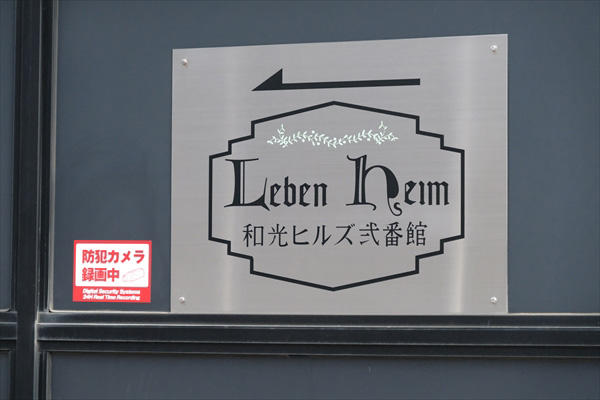 Leben Heim
和光ヒルズ弐番館
防犯カメラ
録画中
Digital Security Systems
24H Real Time Recording